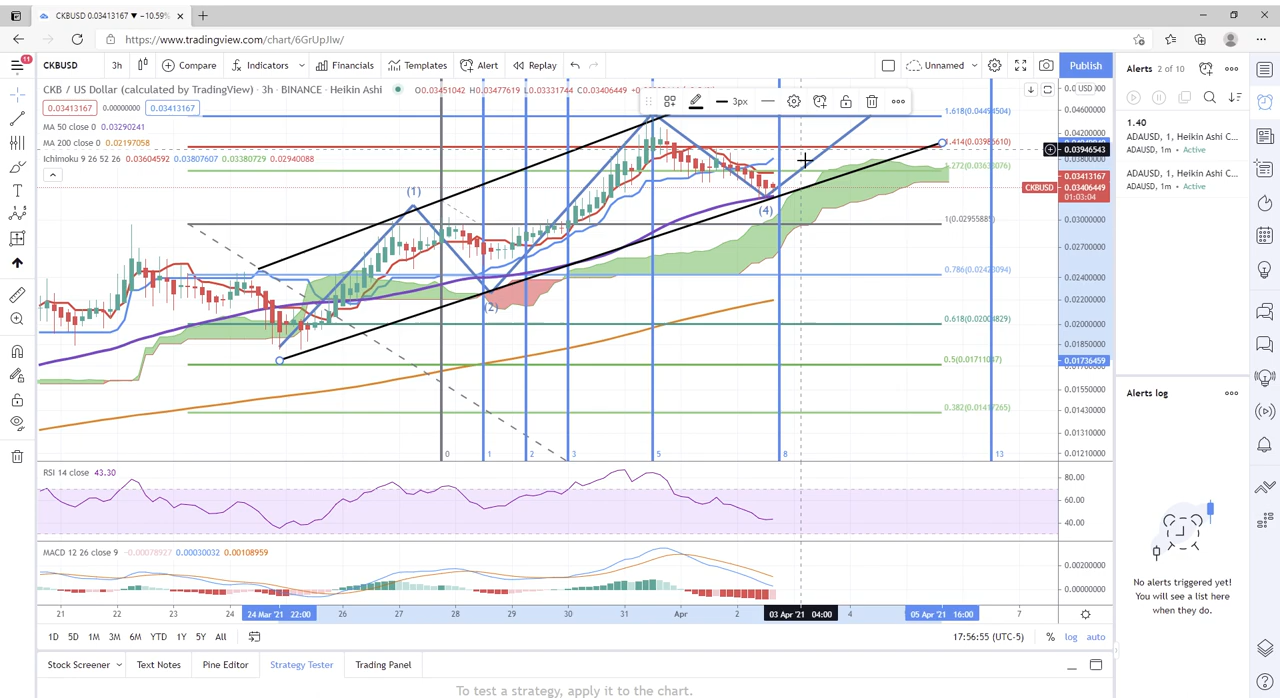 CKBUSD 0.03413167 ▼ −10.59%
https://www.tradingview.com/chart/6GrUpJIw/
11
CKBUSD 3h Compare Indicators Financials Templates Alert Replay Unnamed Publish
CKB / US Dollar (calculated by TradingView) · 3h · BINANCE · Heikin Ashi O0.03451042 H0.03477619 L0.03331744 C0.03406449
0.03413167 0.00000000 0.03413167
MA 50 close 0 0.03290241
MA 200 close 0 0.02197058
Ichimoku 9 26 52 26 0.03604592 0.03807607 0.03380729 0.02940088
3px
1.618(0.04494504)
1.414(0.03986610)
1.272(0.03633076)
1(0.02955885)
0.786(0.02423094)
0.618(0.02004829)
0.5(0.01711047)
0.382(0.01417265)
(1)
(2)
(4)
0 1 2 3 5 8 13
0.04600000
0.04200000
0.03965543
0.03800000
0.03413167
CKBUSD 0.03406449
01:03:04
0.03000000
0.02700000
0.02400000
0.02200000
0.02000000
0.01850000
0.01736459
0.01550000
0.01430000
0.01310000
0.01210000
RSI 14 close 43.30
80.00
60.00
40.00
MACD 12 26 close 9 -0.00078927 0.00030032 0.00108959
0.00200000
0.00000000
21 22 23 24 Mar '21 22:00 26 27 28 29 30 31 Apr 2 03 Apr '21 04:00 4 05 Apr '21 16:00 7
1D 5D 1M 3M 6M YTD 1Y 5Y All 17:56:55 (UTC-5) % log auto
Stock Screener Text Notes Pine Editor Strategy Tester Trading Panel
To test a strategy, apply it to the chart.
Alerts 2 of 10
1.40
ADAUSD, 1, Heikin Ashi C...
ADAUSD, 1m • Active
ADAUSD, 1, Heikin Ashi C...
ADAUSD, 1m • Active
Alerts log
No alerts triggered yet!
You will see a list here
when they do.